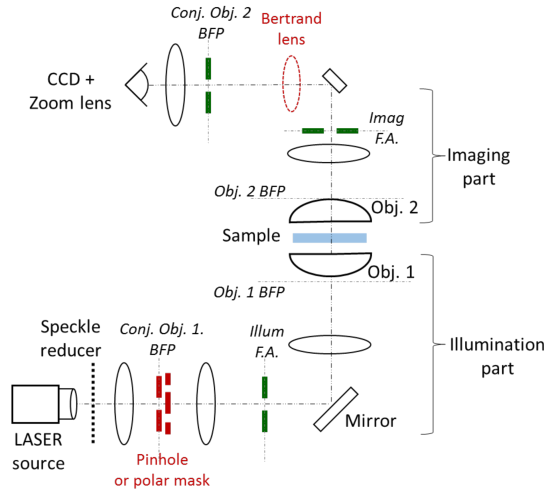 Conj. Obj. 2
BFP
Bertrand
lens
CCD +
Zoom lens
Imag
F.A.
Imaging
part
Obj. 2 BFP
Obj. 2
Sample
Obj. 1
Obj. 1 BFP
Speckle
reducer
Conj. Obj. 1.
BFP
Illum
F.A.
Illumination
part
Mirror
LASER
source
Pinhole
or polar mask